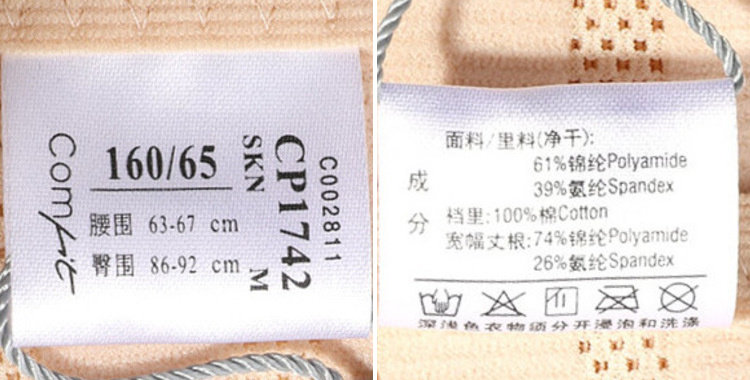 Comfit
160/65
腰围 63-67 cm
臀围 86-92 cm
SKN M
CP1742
C002811
面料/里料(净干):
61%锦纶Polyamide
39%氨纶Spandex
成分
档里:100%棉Cotton
宽幅丈根:74%锦纶Polyamide
26%氨纶Spandex
深浅色衣物须分开浸泡和洗涤